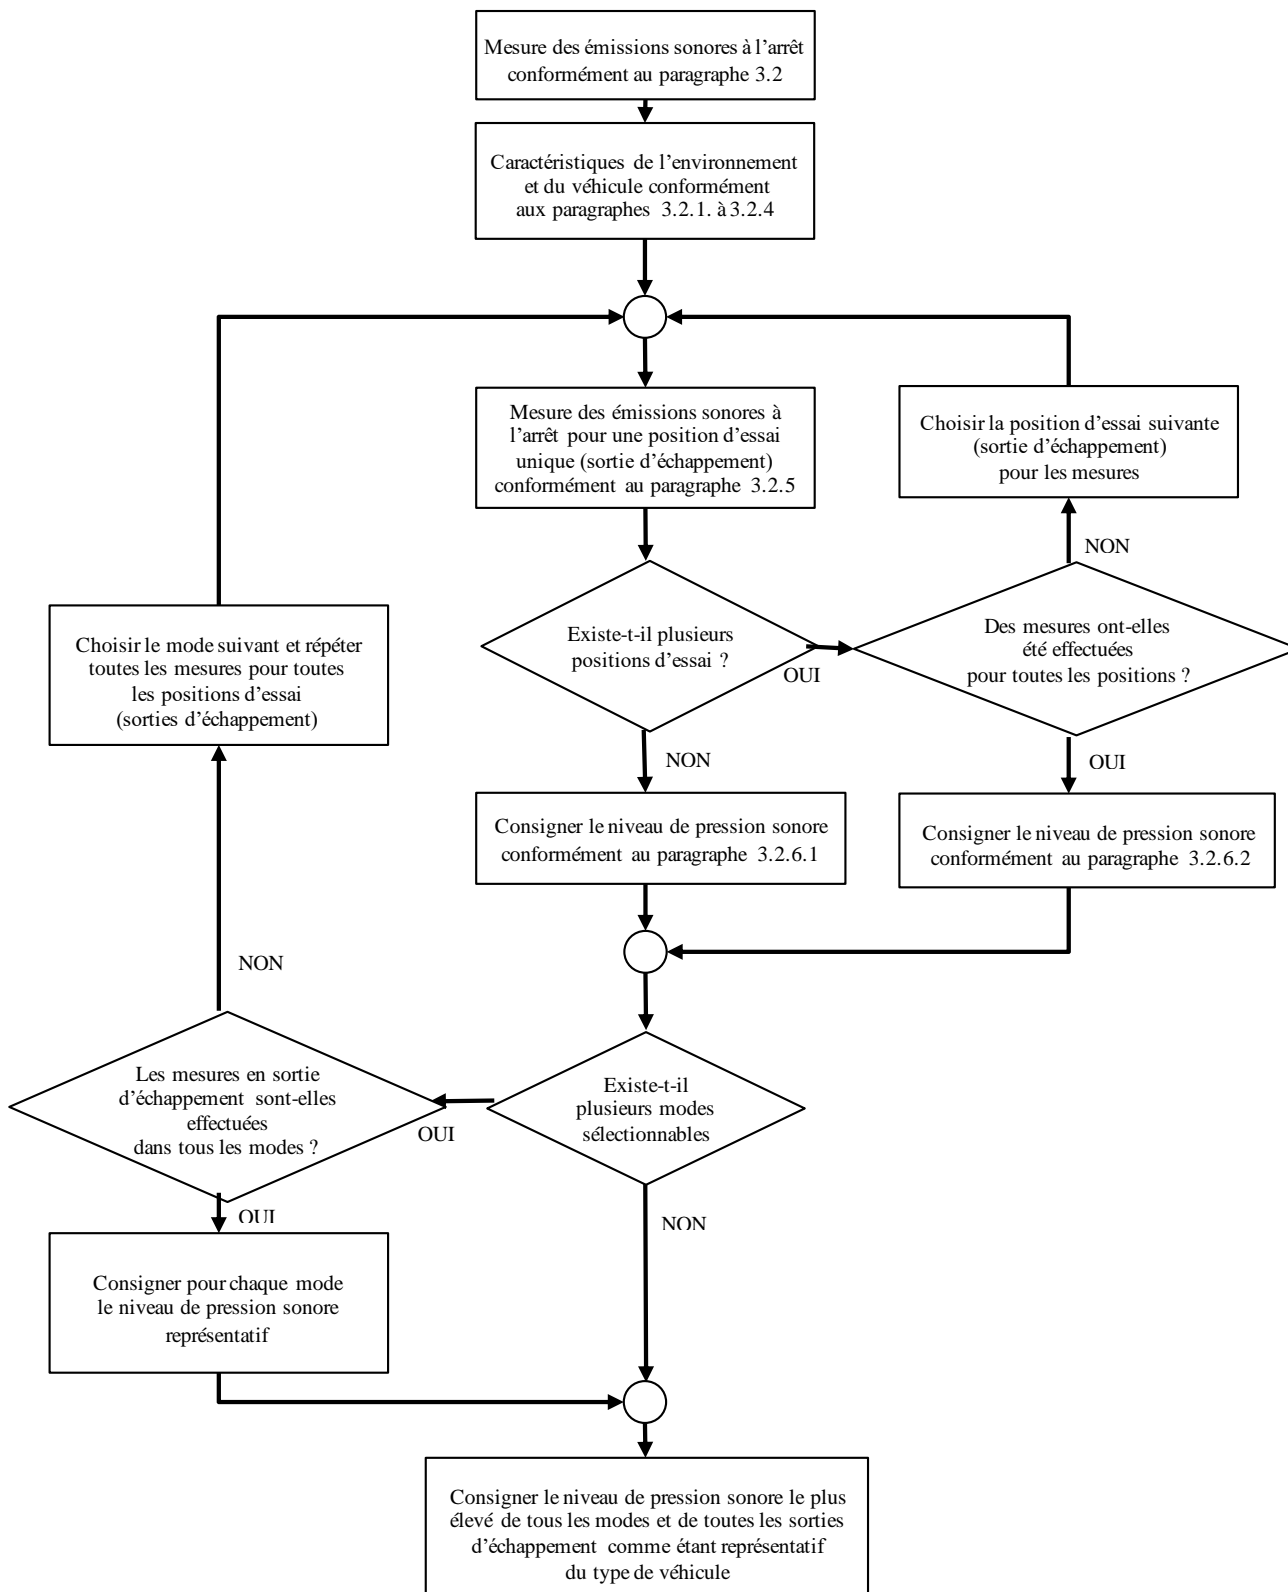 Mesure des émissions sonores à l'arrêt
conformément au paragraphe 3.2
Caractéristiques de l'environnement
et du véhicule conformément
aux paragraphes 3.2.1. à 3.2.4
Mesure des émissions sonores à
l'arrêt pour une position d'essai
unique (sortie d'échappement)
conformément au paragraphe 3.2.5
Choisir la position d'essai suivante
(sortie d'échappement)
pour les mesures
NON
Choisir le mode suivant et répéter
toutes les mesures pour toutes
les positions d'essai
(sorties d'échappement)
Existe-t-il plusieurs
positions d'essai ?
OUI
Des mesures ont-elles
été effectuées
pour toutes les positions ?
NON
OUI
Consigner le niveau de pression sonore
conformément au paragraphe 3.2.6.1
Consigner le niveau de pression sonore
conformément au paragraphe 3.2.6.2
NON
Les mesures en sortie
d'échappement sont-elles
effectuées
dans tous les modes ?
OUI
Existe-t-il
plusieurs modes
sélectionnables
OUI
NON
Consigner pour chaque mode
le niveau de pression sonore
représentatif
Consigner le niveau de pression sonore le plus
élevé de tous les modes et de toutes les sorties
d'échappement comme étant représentatif
du type de véhicule